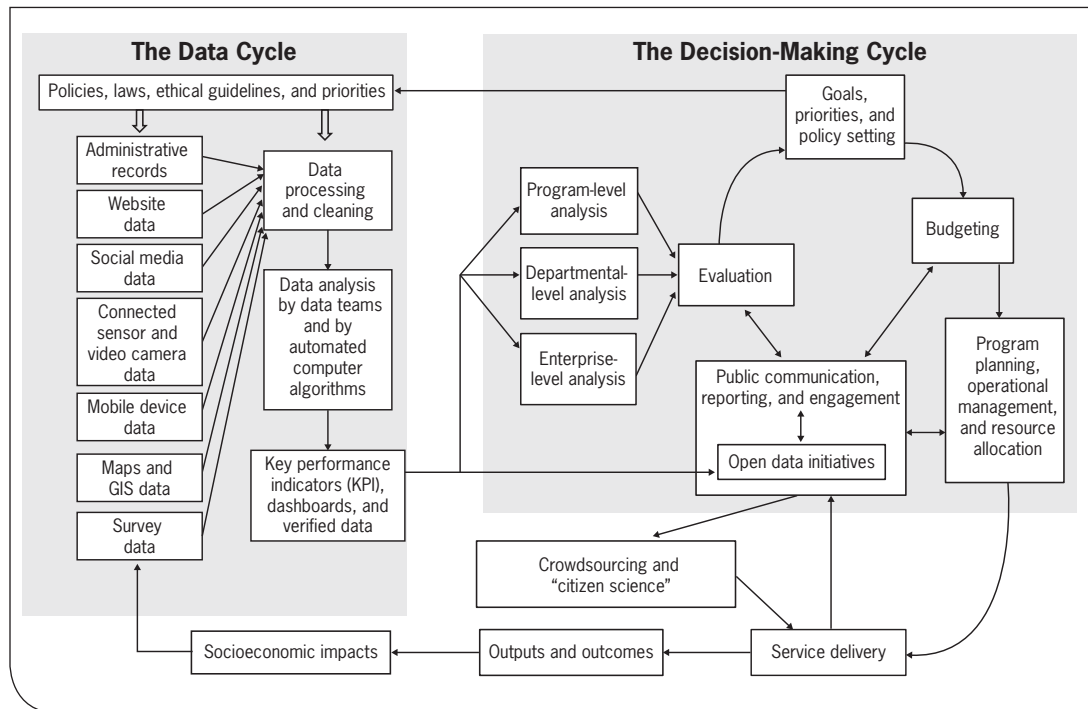 The Data Cycle
Policies, laws, ethical guidelines, and priorities
Administrative
records
Website
data
Social media
data
Connected
sensor and
video camera
data
Mobile device
data
Maps and
GIS data
Survey
data
Data
processing
and cleaning
Data analysis
by data teams
and by
automated
computer
algorithms
Key performance
indicators (KPI),
dashboards, and
verified data
The Decision-Making Cycle
Goals,
priorities, and
policy setting
Program-level
analysis
Departmental-
level analysis
Enterprise-
level analysis
Evaluation
Budgeting
Public communication,
reporting, and engagement
Open data initiatives
Program
planning,
operational
management,
and resource
allocation
Crowdsourcing and
“citizen science”
Socioeconomic impacts
Outputs and outcomes
Service delivery